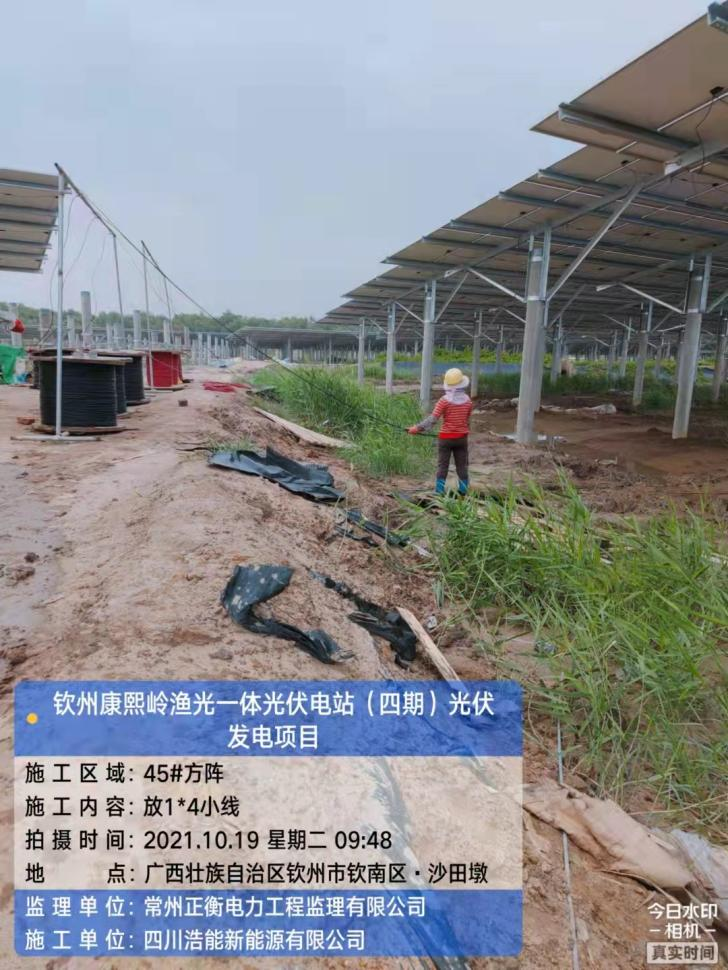 钦州康熙岭渔光一体光伏电站（四期）光伏
发电项目
施工区域：45#方阵
施工内容：放1*4小线
拍摄时间：2021.10.19 星期二 09:48
地点：广西壮族自治区钦州市钦南区·沙田墩
监理单位：常州正衡电力工程监理有限公司
施工单位：四川浩能新能源有限公司
今日水印
相机
真实时间